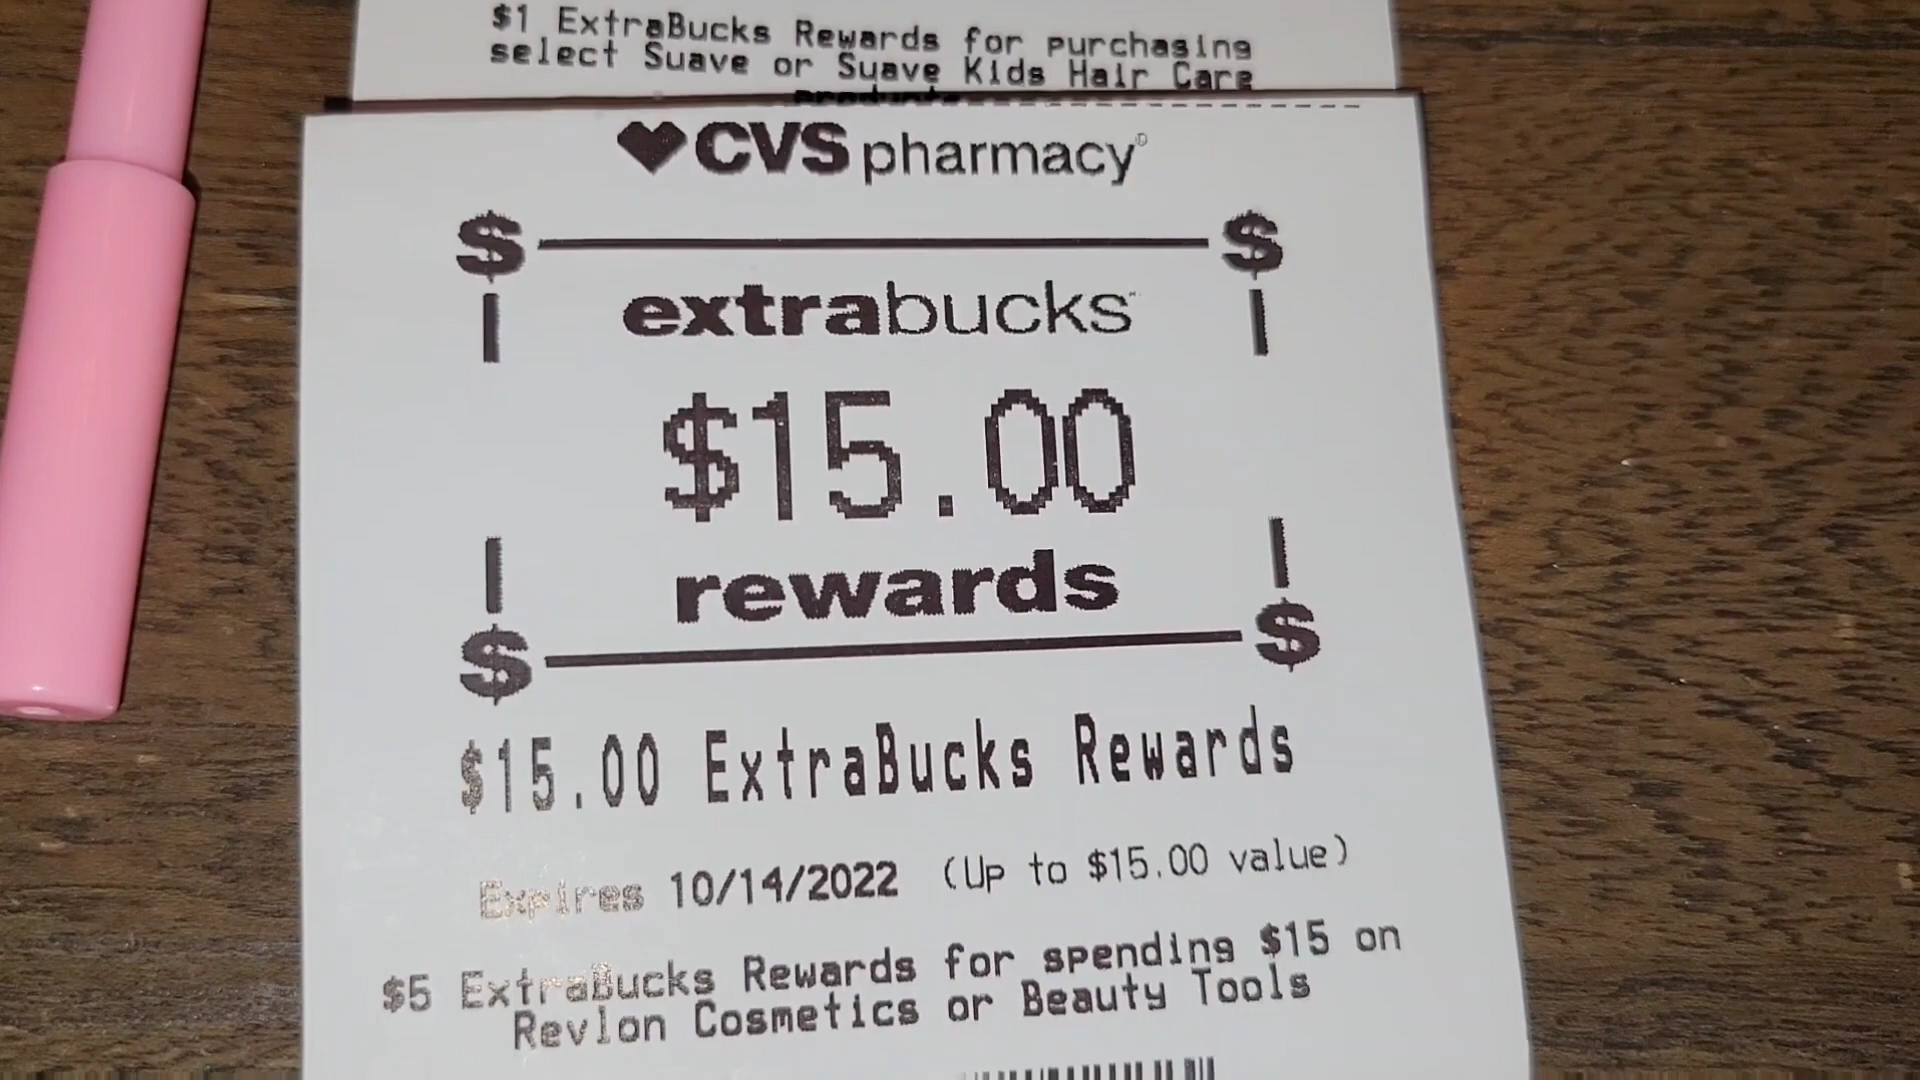 $1 ExtraBucks Rewards for purchasing
select Suave or Suave Kids Hair Care
products
CVS pharmacy
$ $
extrabucks
$15.00
rewards
$ $
$15.00 ExtraBucks Rewards
Expires 10/14/2022 (Up to $15.00 value)
$5 ExtraBucks Rewards for spending $15 on
Revlon Cosmetics or Beauty Tools